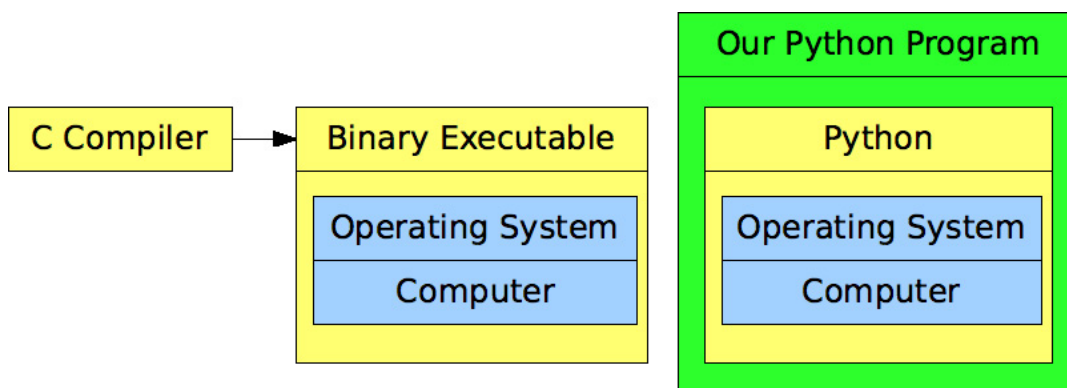 C Compiler
Binary Executable
Operating System
Computer
Our Python Program
Python
Operating System
Computer